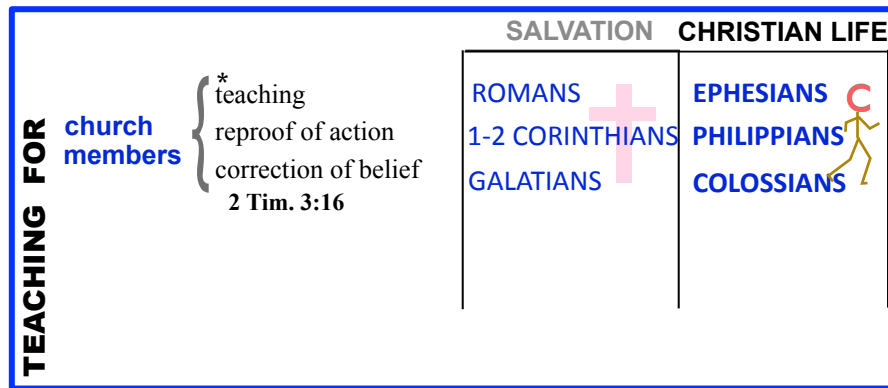 SALVATION CHRISTIAN LIFE
TEACHING FOR
church
members
*
teaching
reproof of action
correction of belief
2 Tim. 3:16
ROMANS
1-2 CORINTHIANS
GALATIANS
EPHESIANS
PHILIPPIANS
COLOSSIANS
C